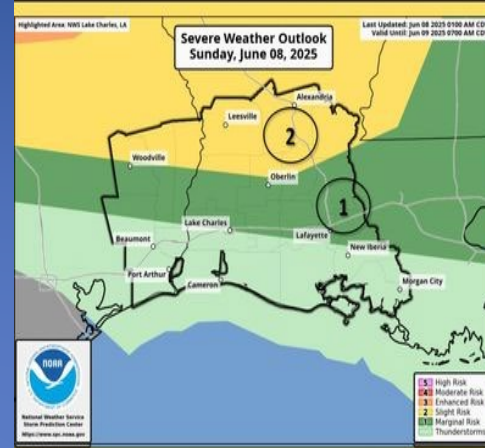 Highlighted Area: NWS Lake Charles, LA
Severe Weather Outlook
Sunday, June 08, 2025
Last Updated: Jun 08 2025 0100 AM CD
Valid Until: Jun 09 2025 0700 AM CD
Alexandria
Leesville
2
Woodville
Oberlin
1
Lake Charles
Lafayette
Beaumont
New Iberia
Port Arthur
Cameron
Morgan City
NOAA
National Weather Service
Storm Prediction Center
https://www.spc.noaa.gov
5 High Risk
4 Moderate Risk
3 Enhanced Risk
2 Slight Risk
1 Marginal Risk
Thunderstorms